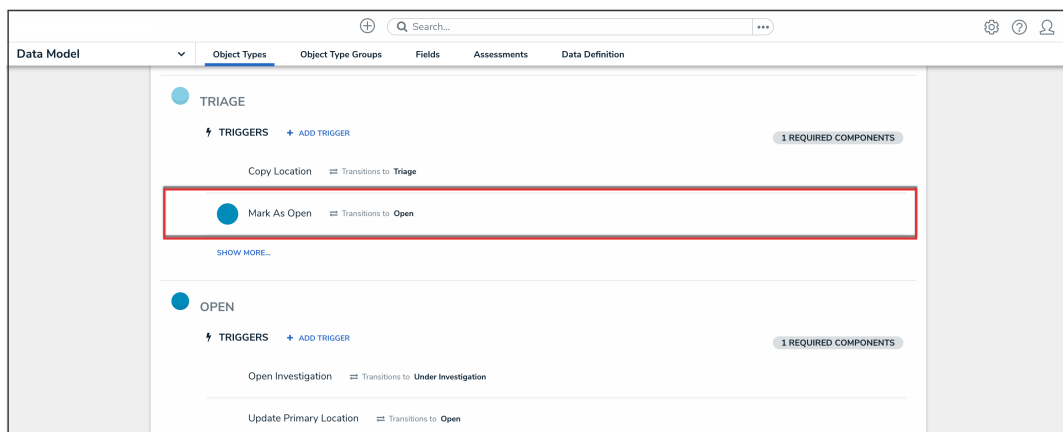 Search...
Data Model
Object Types Object Type Groups Fields Assessments Data Definition
TRIAGE
TRIGGERS + ADD TRIGGER
1 REQUIRED COMPONENTS
Copy Location Transitions to Triage
Mark As Open Transitions to Open
SHOW MORE...
OPEN
TRIGGERS + ADD TRIGGER
1 REQUIRED COMPONENTS
Open Investigation Transitions to Under Investigation
Update Primary Location Transitions to Open